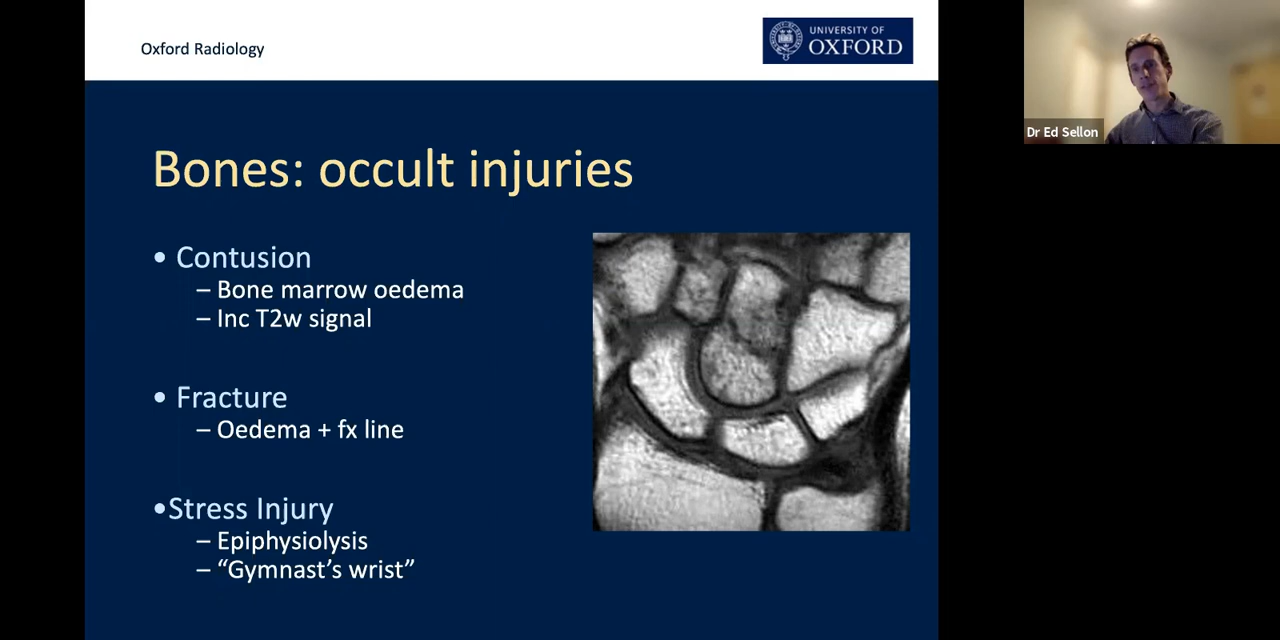 Oxford Radiology
UNIVERSITY OF
OXFORD
Dr Ed Sellon
Bones: occult injuries
• Contusion
– Bone marrow oedema
– Inc T2w signal
• Fracture
– Oedema + fx line
•Stress Injury
– Epiphysiolysis
– “Gymnast’s wrist”